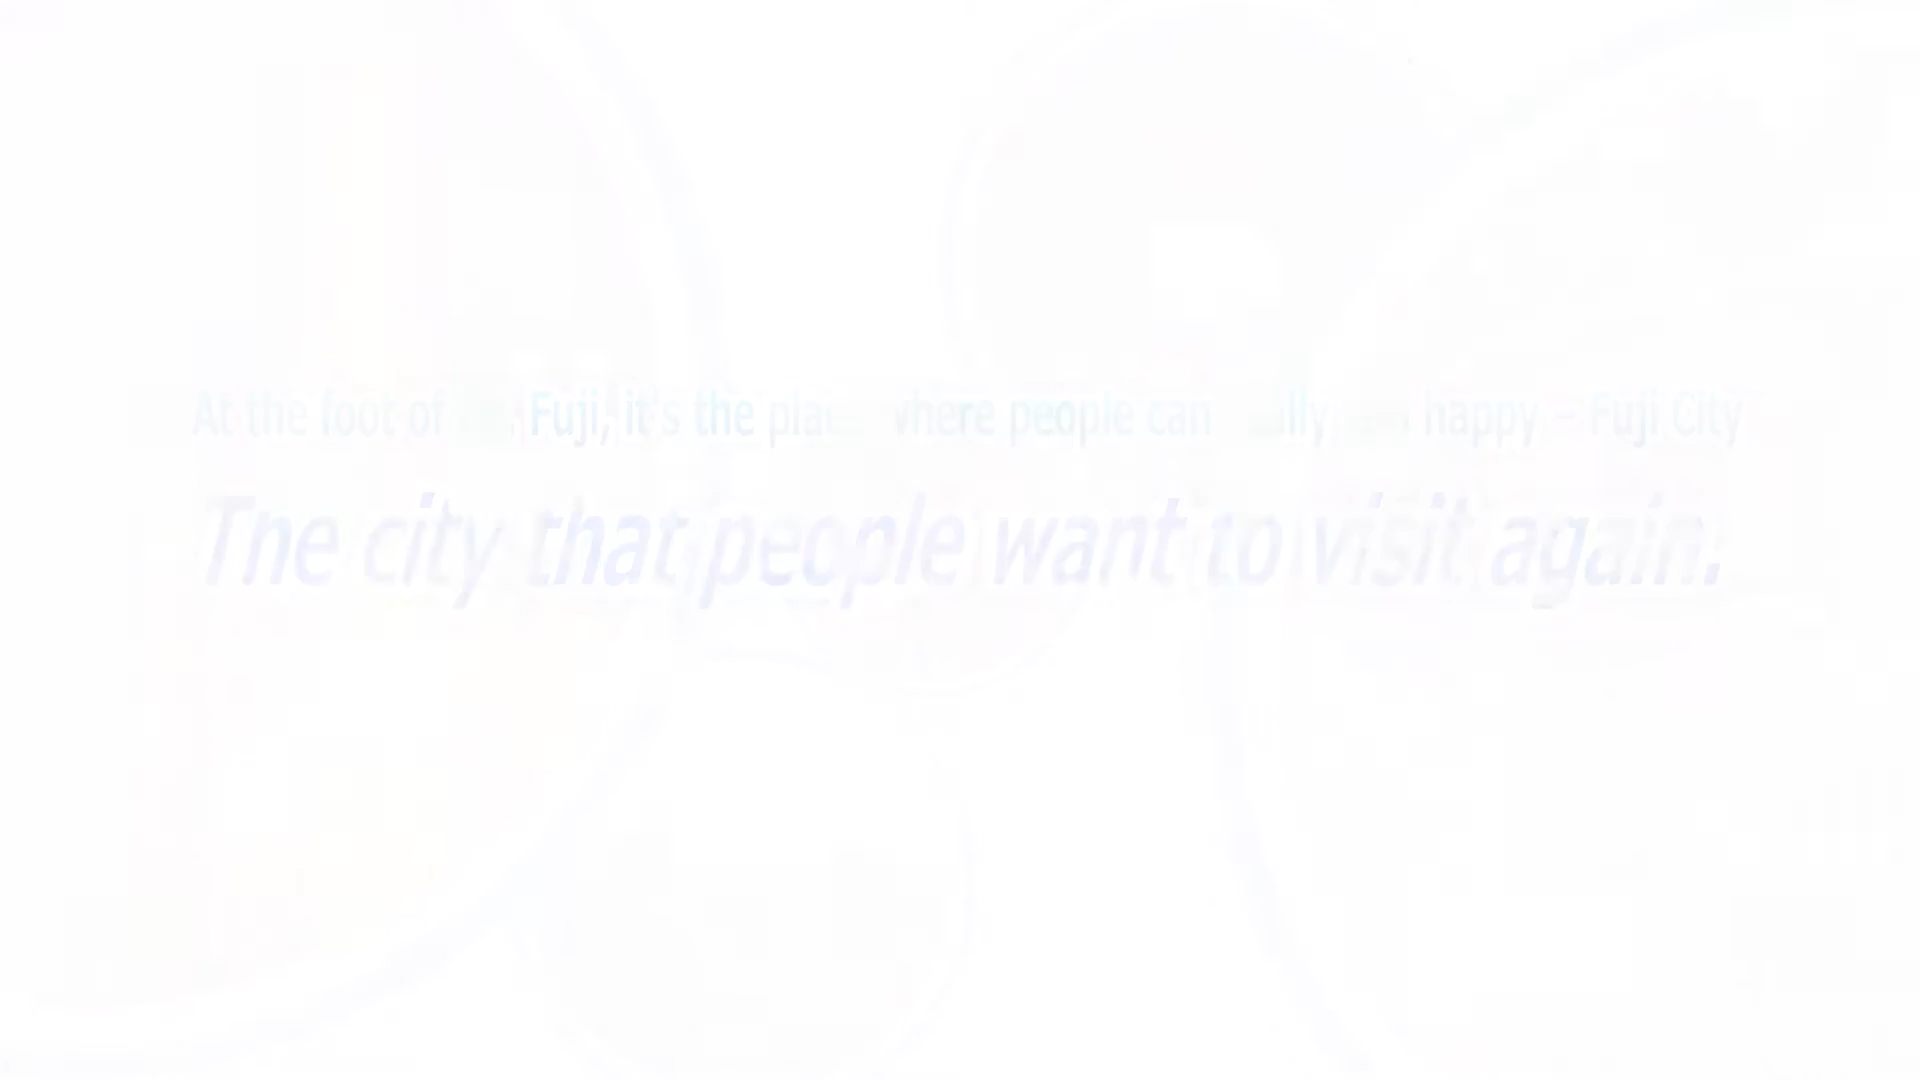 At the foot of Fuji, it's the place where people can happy – Fuji City
The city that people want to visit again.